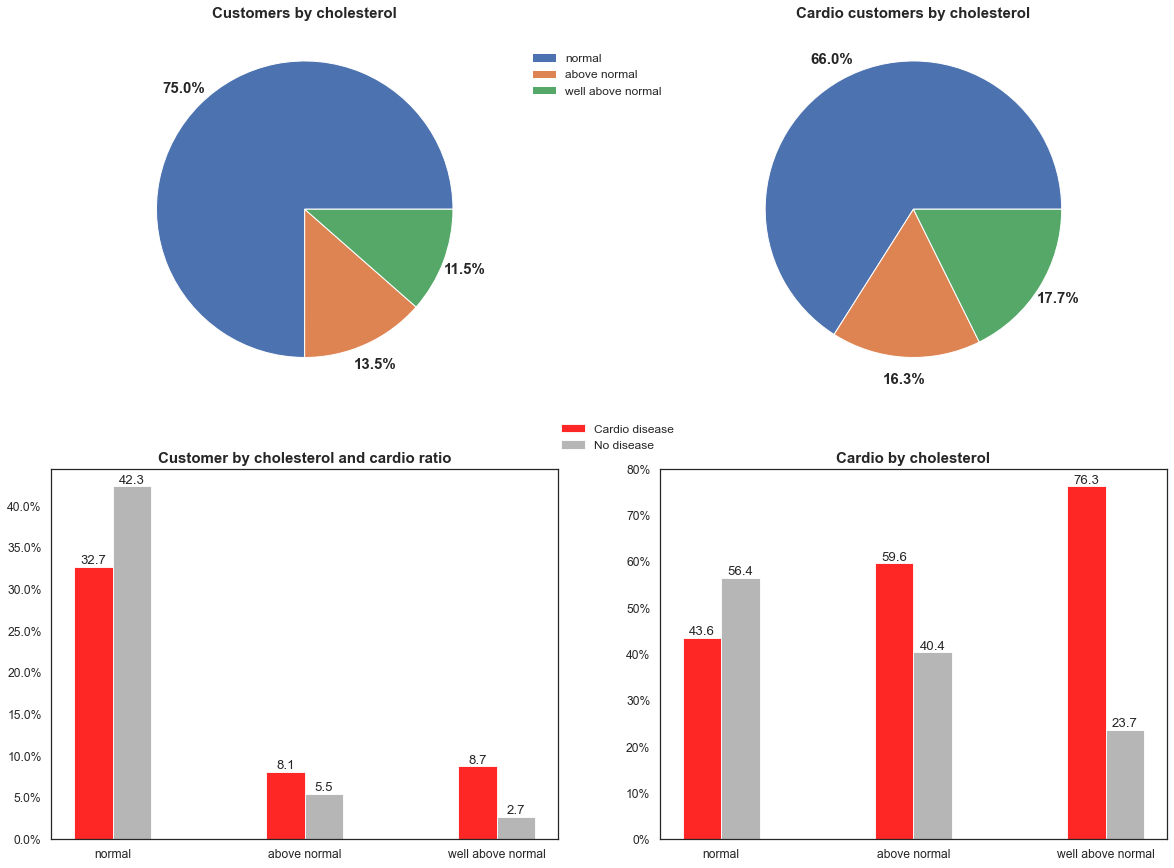 Customers by cholesterol
75.0%
11.5%
13.5%
normal
above normal
well above normal
Cardio customers by cholesterol
66.0%
17.7%
16.3%
Cardio disease
No disease
Customer by cholesterol and cardio ratio
40.0%
35.0%
30.0%
25.0%
20.0%
15.0%
10.0%
5.0%
0.0%
32.7
42.3
8.1
5.5
8.7
2.7
normal
above normal
well above normal
Cardio by cholesterol
80%
70%
60%
50%
40%
30%
20%
10%
0%
43.6
56.4
59.6
40.4
76.3
23.7
normal
above normal
well above normal